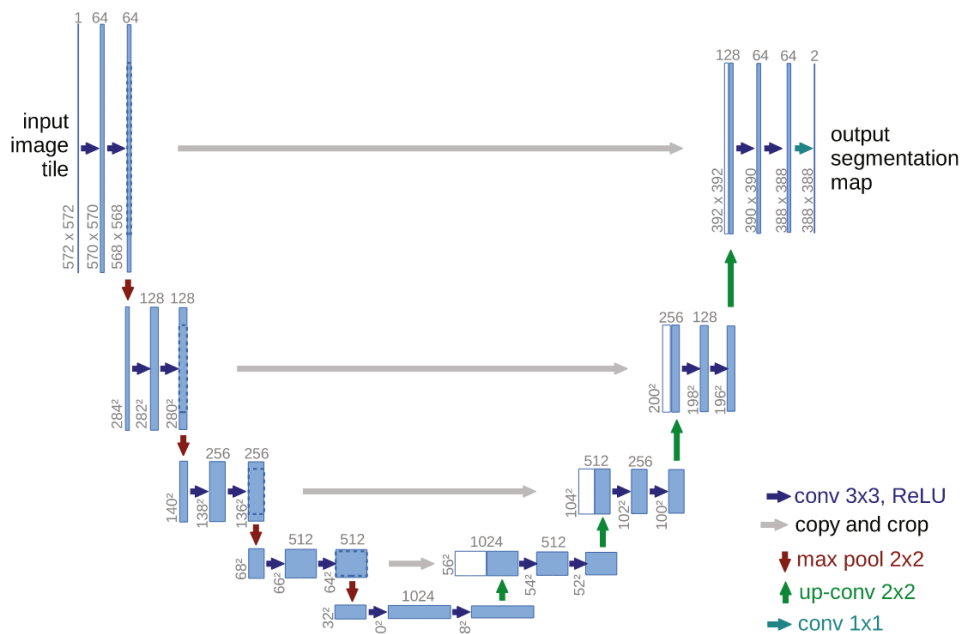 1 64 64
input
image
tile
572 x 572
570 x 570
568 x 568
128 64 64 2
output
segmentation
map
392 x 392
390 x 390
388 x 388
388 x 388
128 128
284²
282²
280²
256 128
200²
198²
196²
256 256
140²
138²
136²
512 256
104²
102²
100²
512 512
68²
66²
64²
1024 512
56²
54²
52²
1024
32²
0²
8²
conv 3x3, ReLU
copy and crop
max pool 2x2
up-conv 2x2
conv 1x1